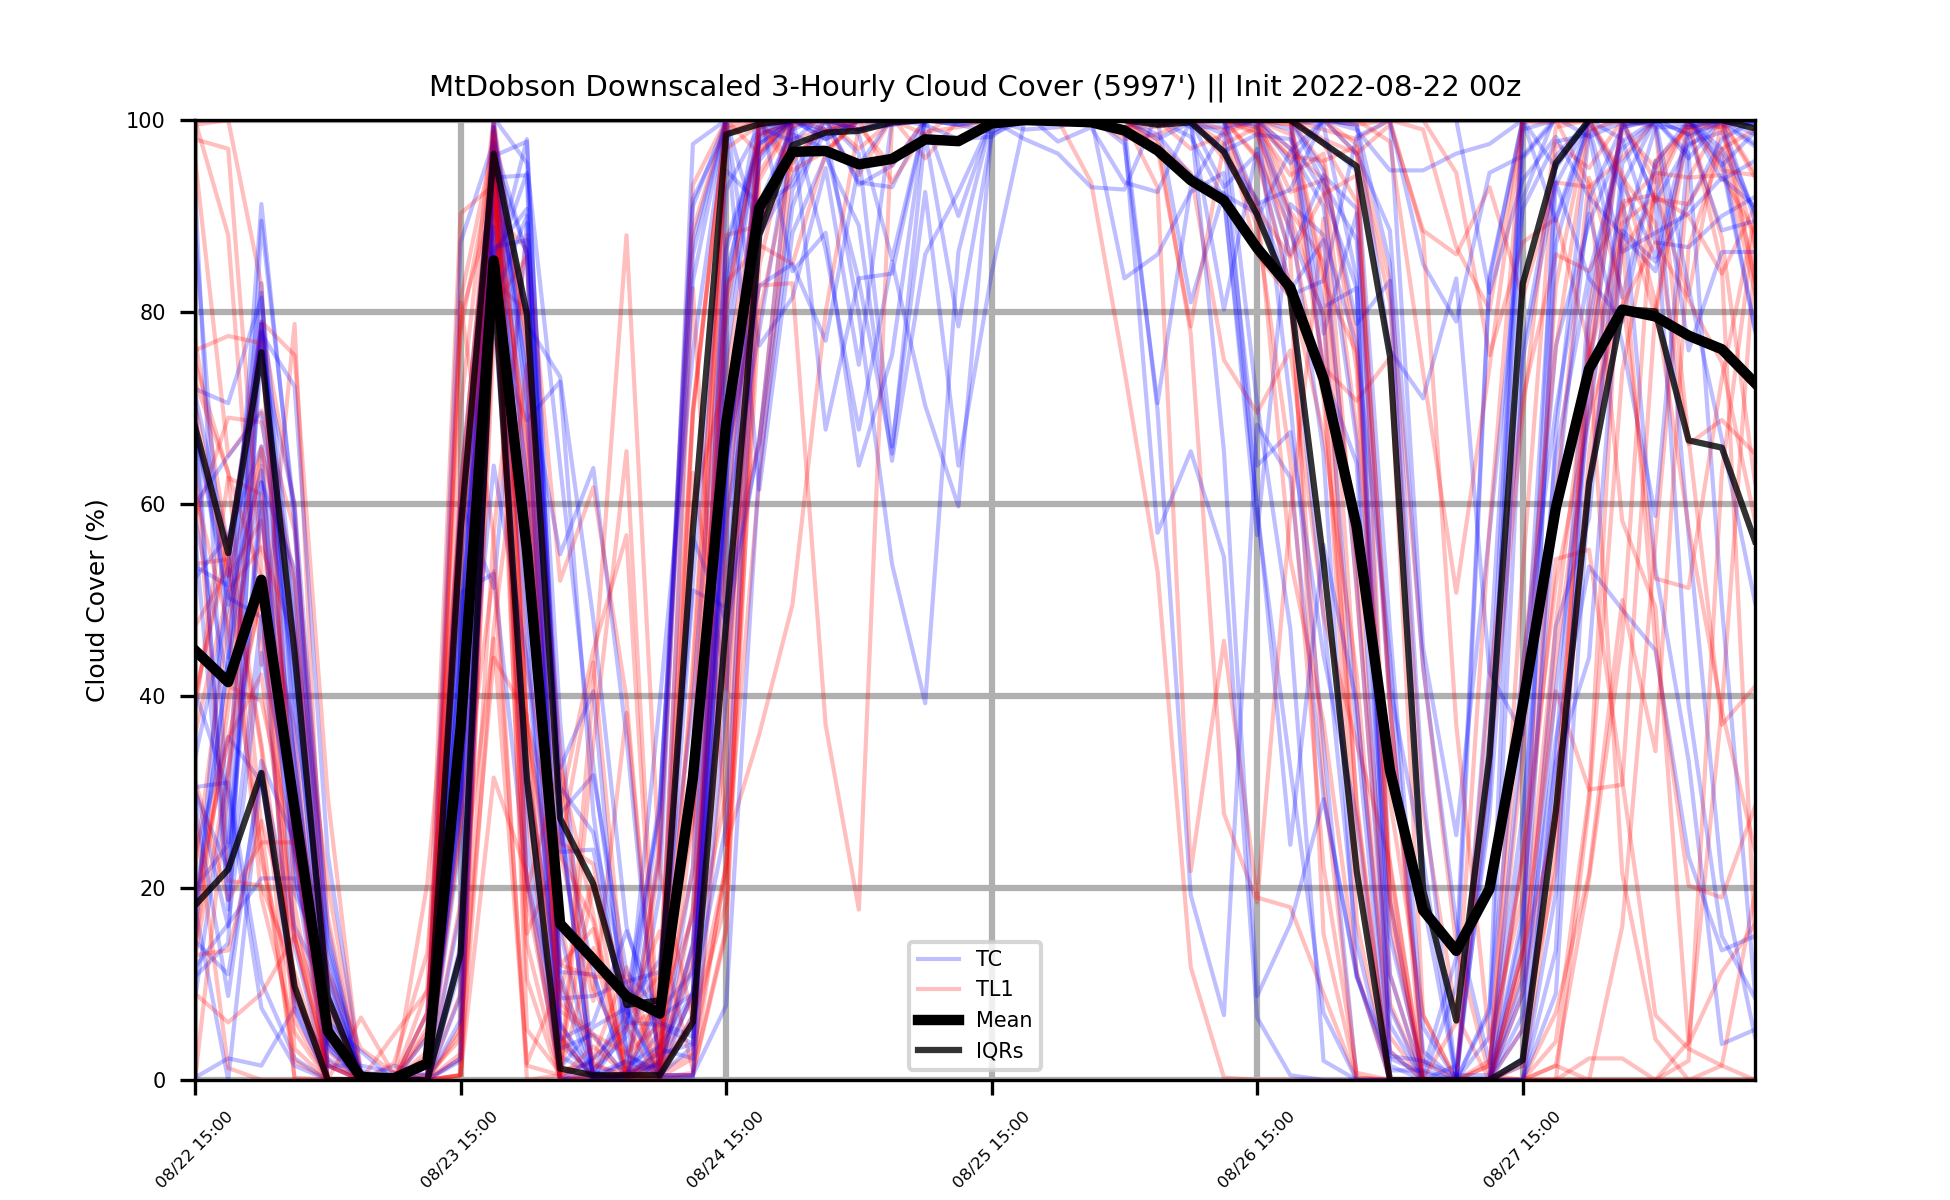 MtDobson Downscaled 3-Hourly Cloud Cover (5997') || Init 2022-08-22 00z
100
80
60
40
20
0
Cloud Cover (%)
TC
TL1
Mean
IQRs
08/22 15:00
08/23 15:00
08/24 15:00
08/25 15:00
08/26 15:00
08/27 15:00